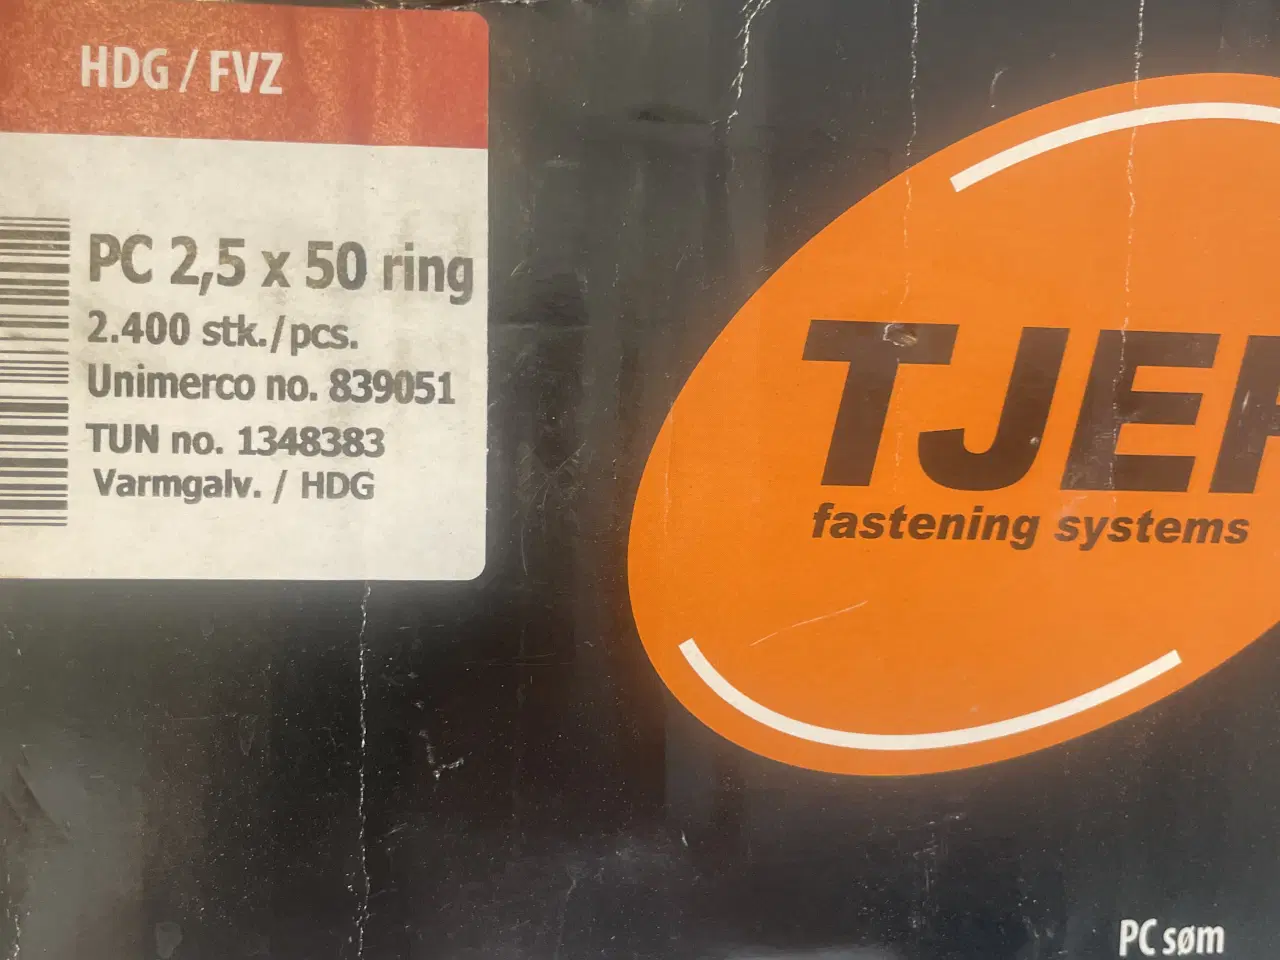 HDG / FVZ
PC 2,5 x 50 ring
2.400 stk./pcs.
Unimerco no. 839051
TUN no. 1348383
Varmgalv. / HDG
TJEP
fastening systems
PC søm